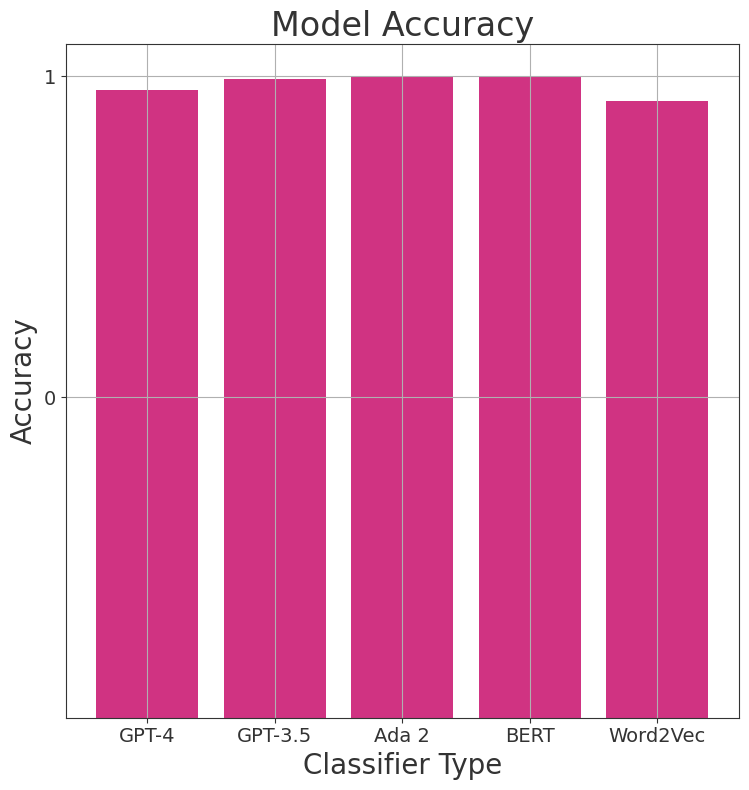 Model Accuracy
1
0
Accuracy
GPT-4 GPT-3.5 Ada 2 BERT Word2Vec
Classifier Type